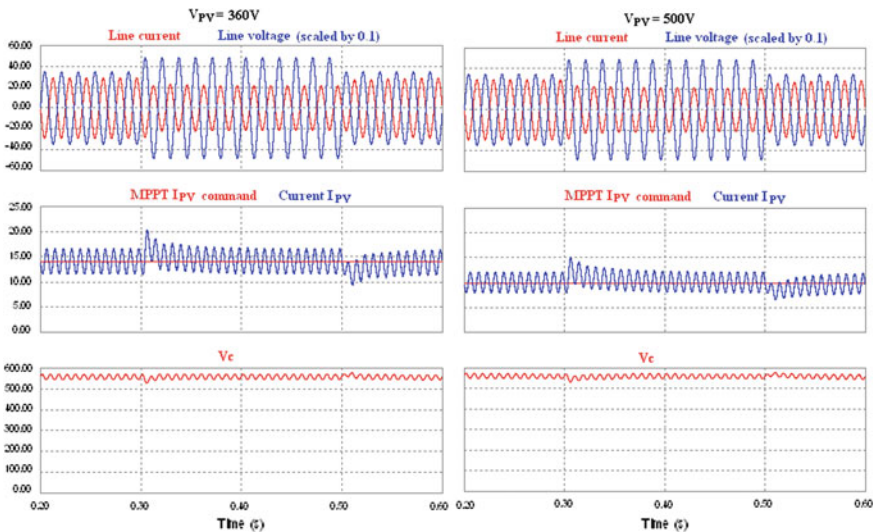 VPV = 360V
Line current Line voltage (scaled by 0.1)
60.00
40.00
20.00
0.00
-20.00
-40.00
-60.00
MPPT IPV command Current IPV
25.00
20.00
15.00
10.00
5.00
0.00
Vc
600.00
500.00
400.00
300.00
200.00
100.00
0.00
0.20 0.30 0.40 0.50 0.60
Time (s)
VPV = 500V
Line current Line voltage (scaled by 0.1)
MPPT IPV command Current IPV
Vc
0.20 0.30 0.40 0.50 0.60
Time (s)